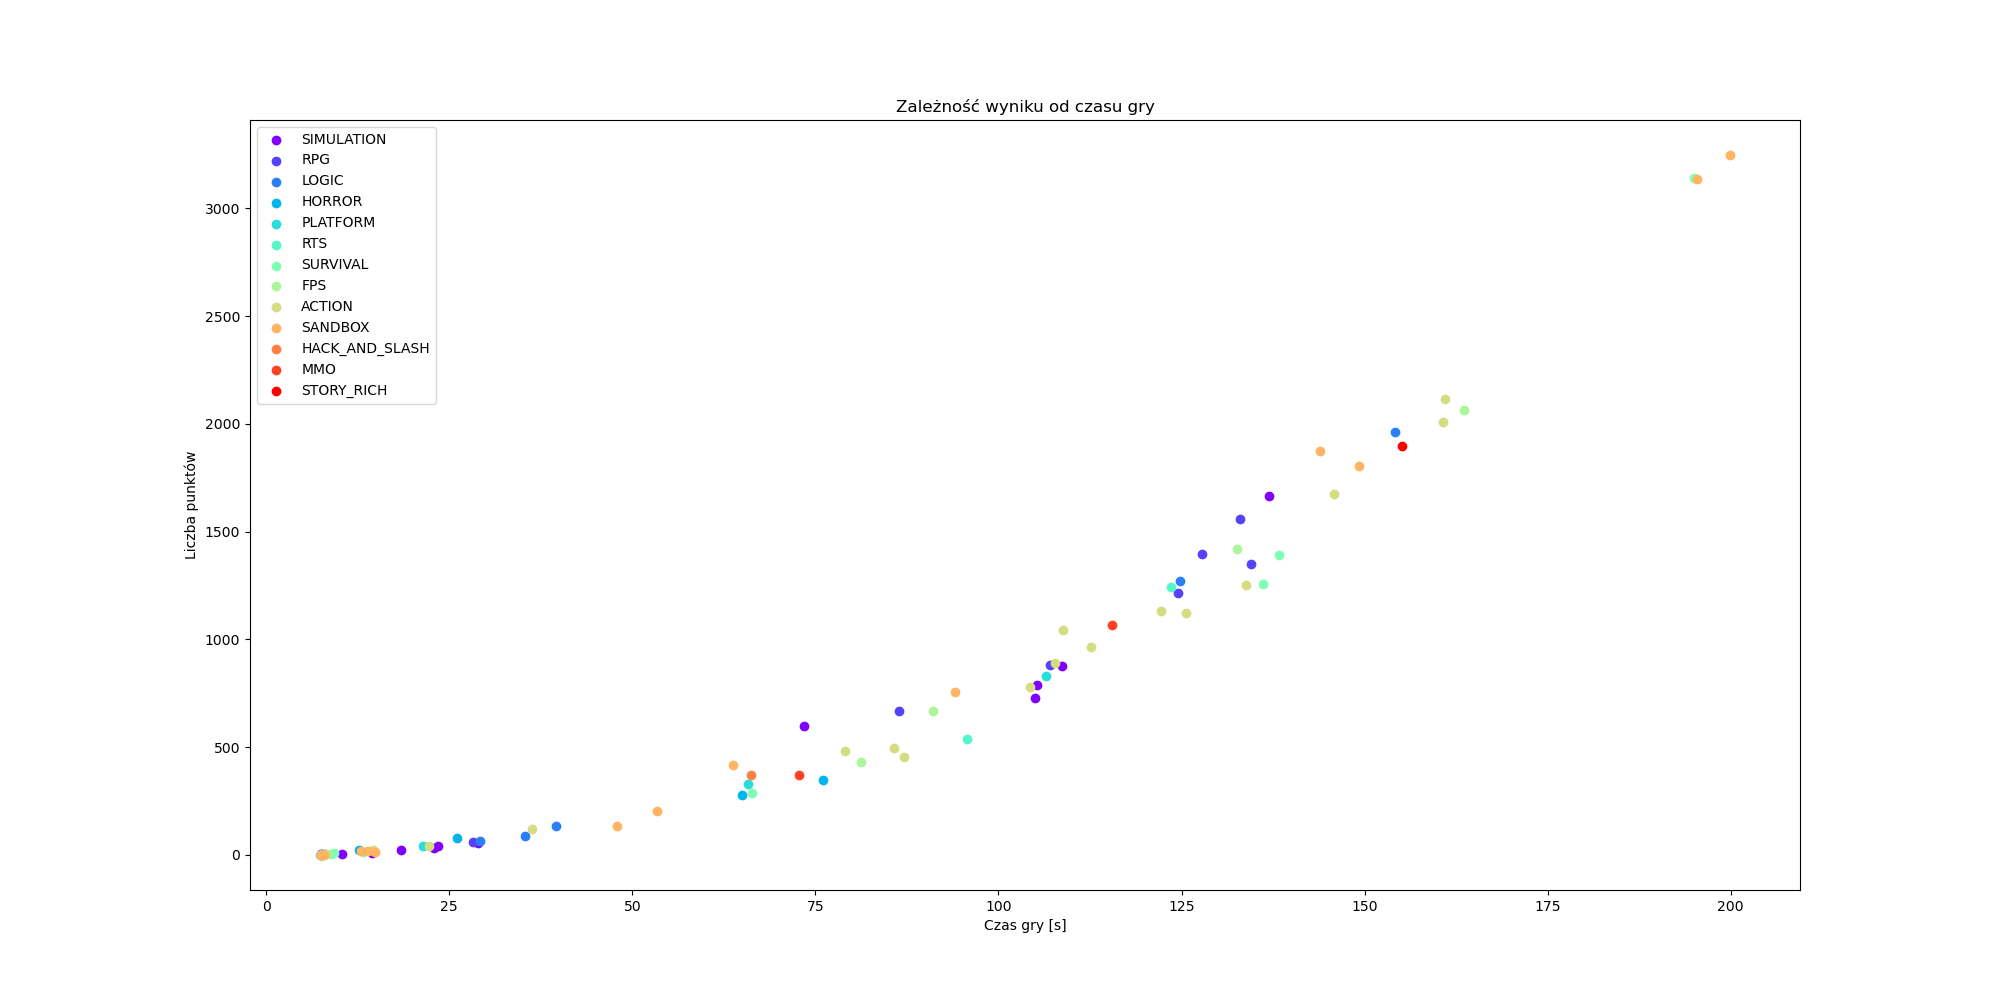 Zależność wyniku od czasu gry
SIMULATION
RPG
LOGIC
HORROR
PLATFORM
RTS
SURVIVAL
FPS
ACTION
SANDBOX
HACK_AND_SLASH
MMO
STORY_RICH
Liczba punktów
3000
2500
2000
1500
1000
500
0
0 25 50 75 100 125 150 175 200
Czas gry [s]